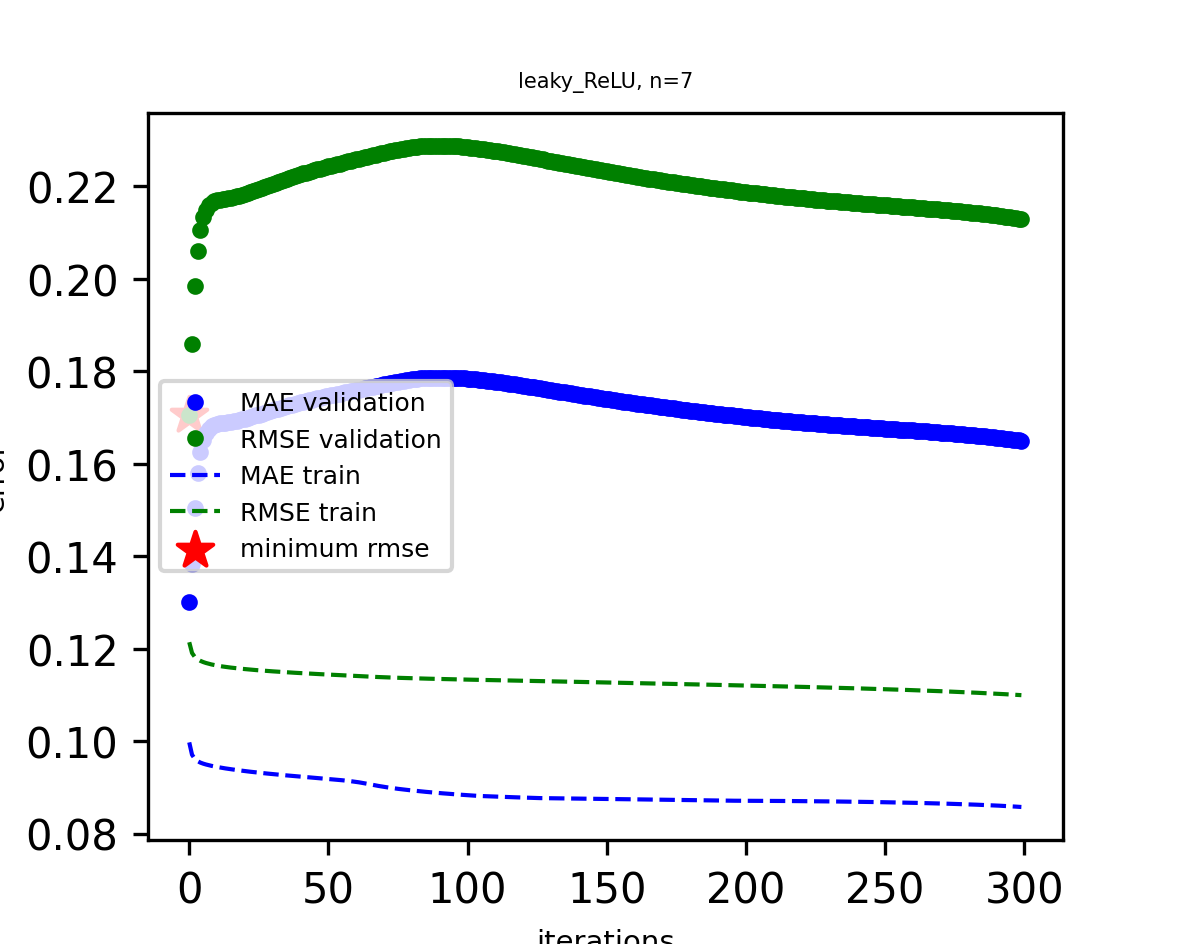 leaky_ReLU, n=7
0.22
0.20
0.18
0.16
0.14
0.12
0.10
0.08
MAE validation
RMSE validation
MAE train
RMSE train
minimum rmse
0 50 100 150 200 250 300
iterations